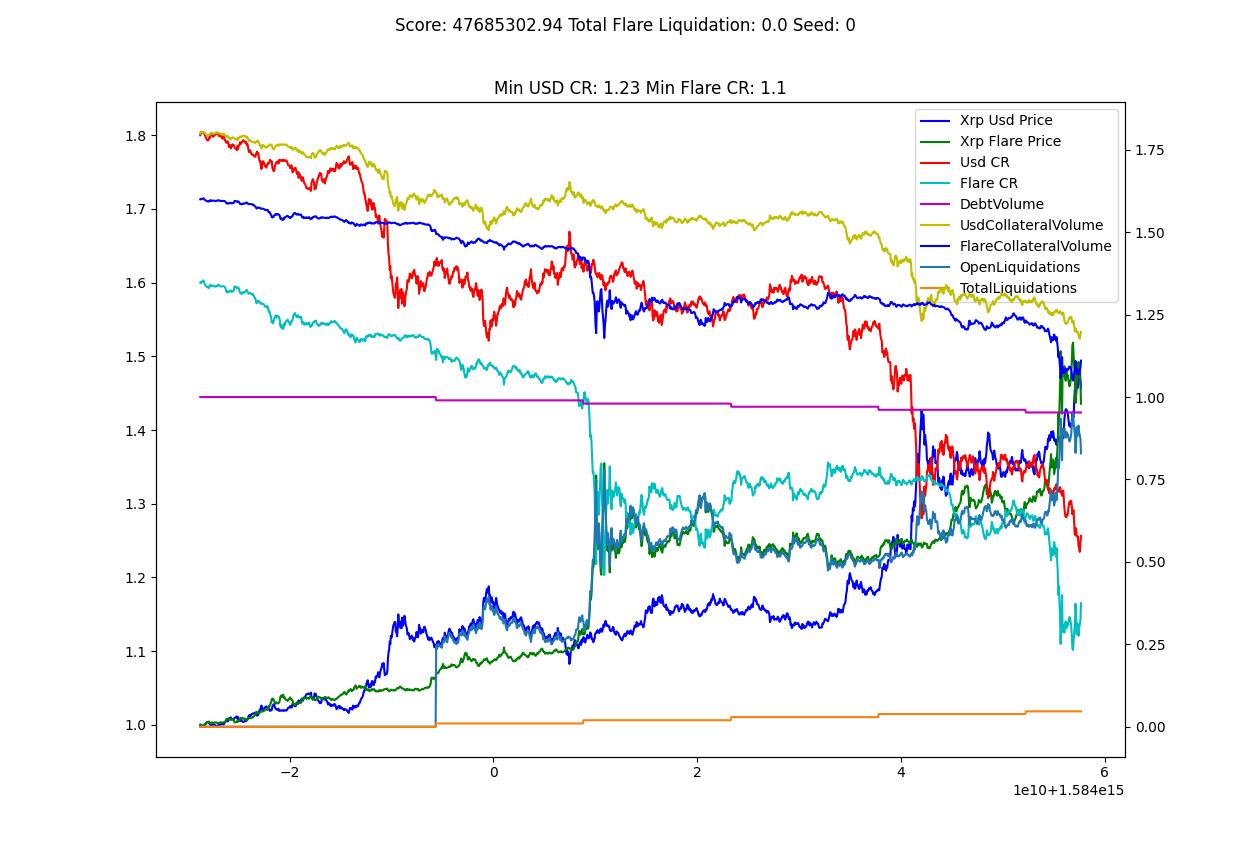 Score: 47685302.94 Total Flare Liquidation: 0.0 Seed: 0
Min USD CR: 1.23 Min Flare CR: 1.1
Xrp Usd Price
Xrp Flare Price
Usd CR
Flare CR
DebtVolume
UsdCollateralVolume
FlareCollateralVolume
OpenLiquidations
TotalLiquidations
1.8
1.7
1.6
1.5
1.4
1.3
1.2
1.1
1.0
1.75
1.50
1.25
1.00
0.75
0.50
0.25
0.00
−2
0
2
4
6
1e10+1.584e15